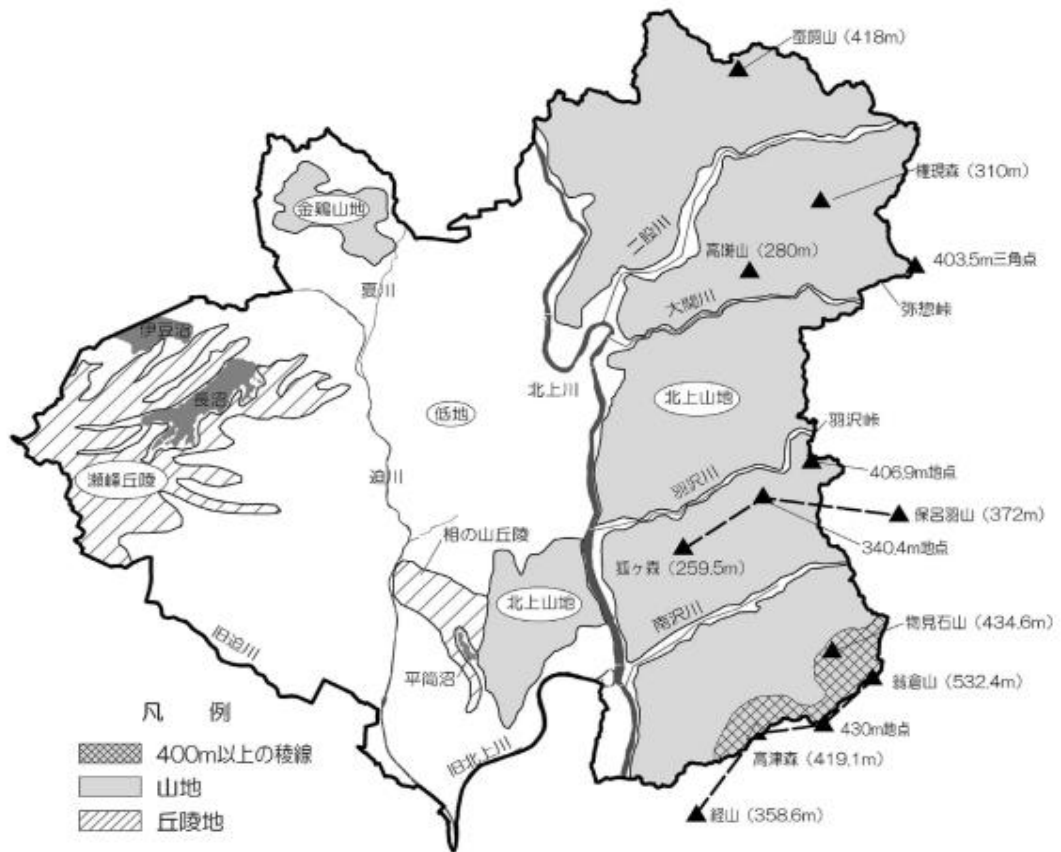 蚕飼山（418m）
権現森（310m）
金鶏山地
二股川
高畑山（280m）
403.5m三角点
夏川
大関川
弥惣峠
伊豆沼
長沼
北上川
北上山地
低地
羽沢峠
瀬峰丘陵
迫川
羽沢川
406.9m地点
相の山丘陵
保呂羽山（372m）
340.4m地点
狐ヶ森（259.5m）
北上山地
南沢川
物見石山（434.6m）
旧迫川
平筒沼
翁倉山（532.4m）
凡　例
430m地点
400m以上の稜線
旧北上川
高津森（419.1m）
山地
丘陵地
経山（358.6m）